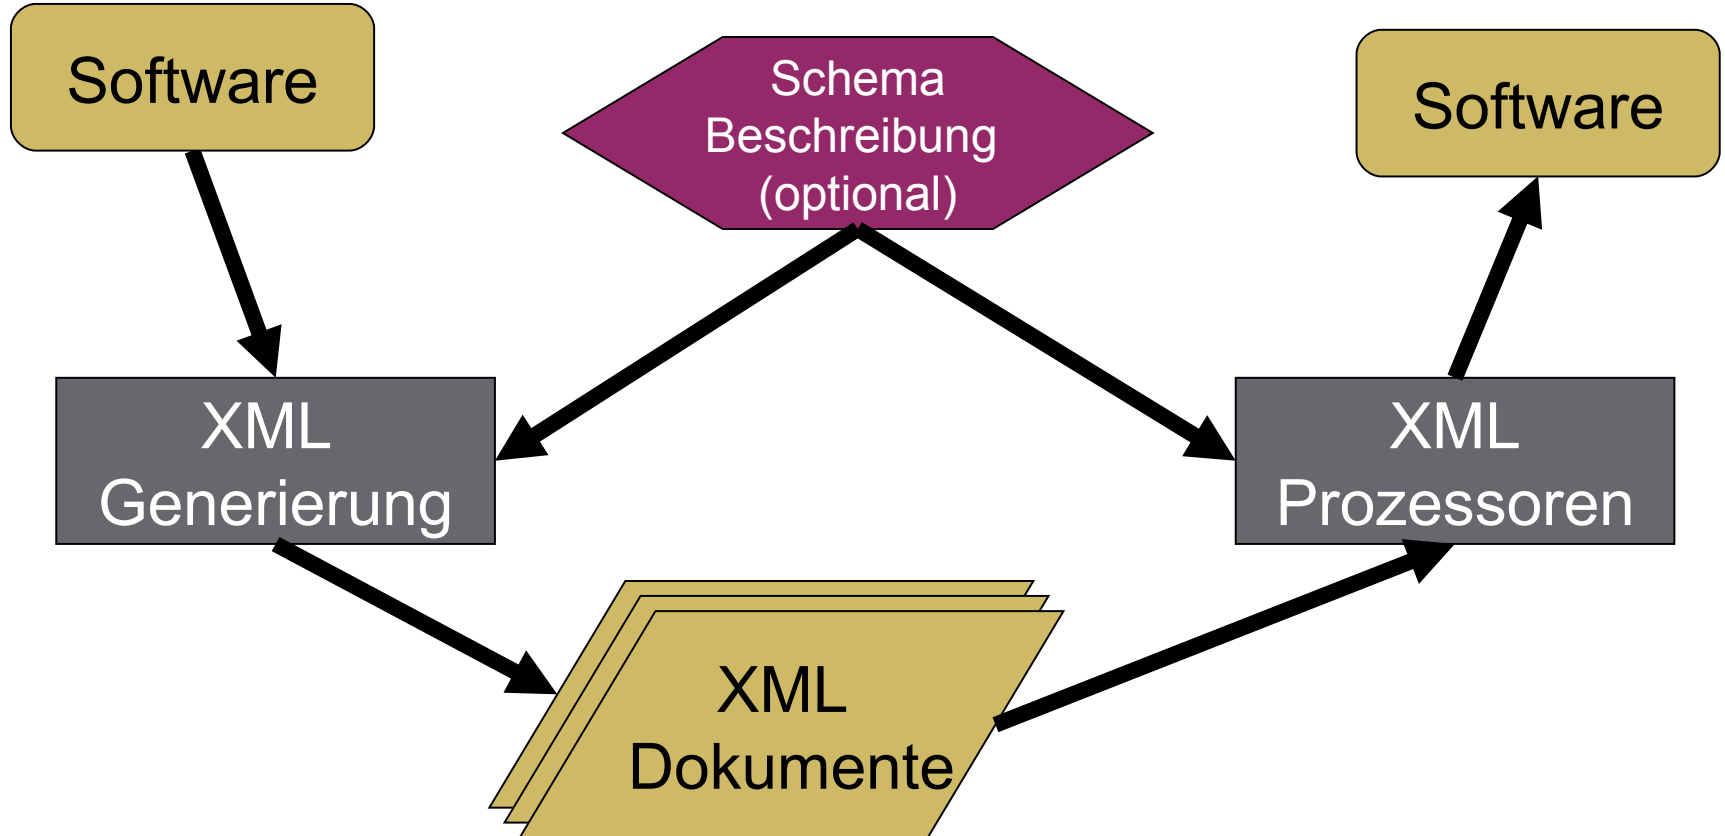 Software
Schema
Beschreibung
(optional)
Software
XML
Generierung
XML
Prozessoren
XML
Dokumente